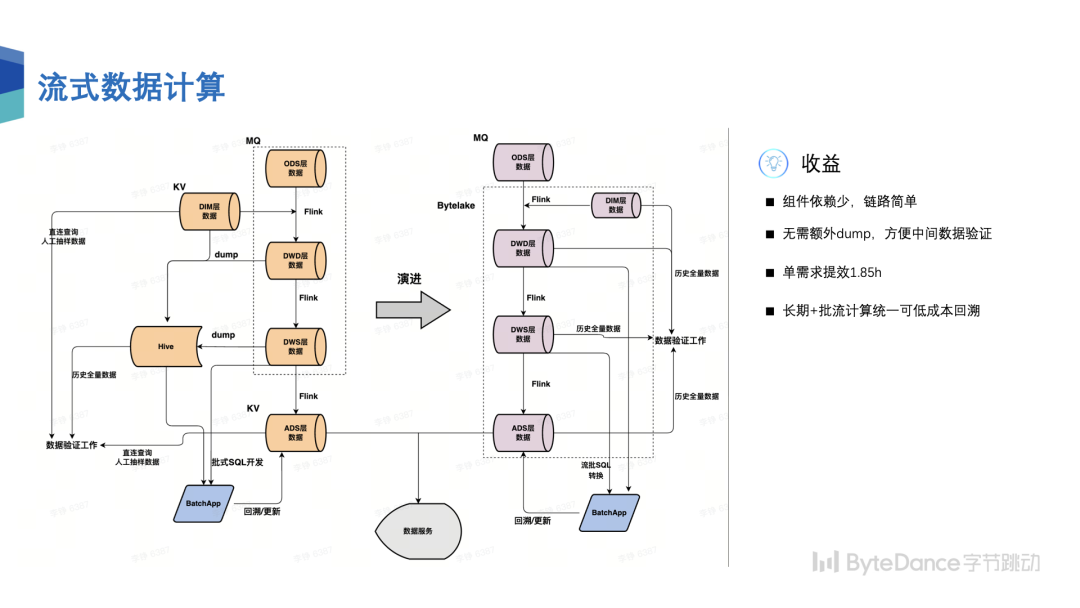 流式数据计算
MQ
ODS层
数据
KV
DIM层
数据
Flink
直连查询
人工抽样数据
dump
DWD层
数据
Flink
dump
Hive
DWS层
数据
历史全量数据
Flink
KV
ADS层
数据
数据验证工作
直连查询
人工抽样数据
批式SQL开发
BatchApp
回溯/更新
演进
数据服务
MQ
ODS层
数据
Bytelake
Flink
DIM层
数据
DWD层
数据
历史全量数据
Flink
DWS层
数据
历史全量数据
数据验证工作
Flink
历史全量数据
ADS层
数据
流批SQL
转换
BatchApp
回溯/更新
收益
组件依赖少，链路简单
无需额外dump，方便中间数据验证
单需求提效1.85h
长期+批流计算统一可低成本回溯
ByteDance字节跳动